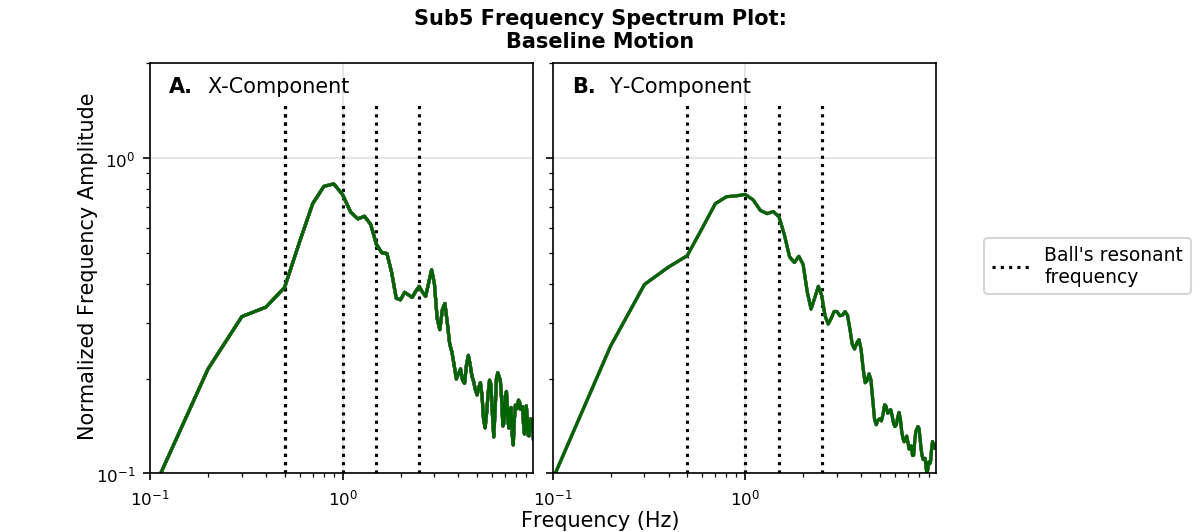 Sub5 Frequency Spectrum Plot:
Baseline Motion
A. X-Component
B. Y-Component
Normalized Frequency Amplitude
10⁰
10⁻¹
10⁻¹
10⁰
10⁻¹
10⁰
Frequency (Hz)
Ball's resonant
frequency